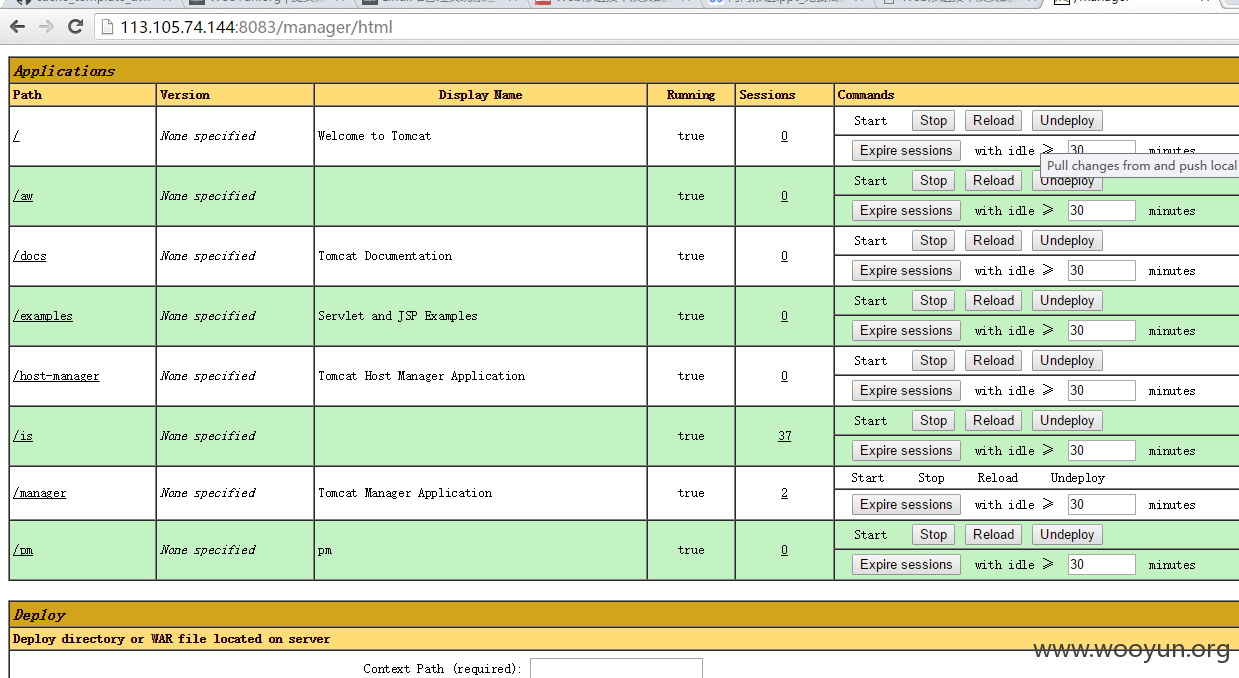 113.105.74.144:8083/manager/html
Applications
Path Version Display Name Running Sessions Commands
/ None specified Welcome to Tomcat true 0 Start Stop Reload Undeploy
Expire sessions with idle ≥ 30 minutes
Pull changes from and push local
/aw None specified true 0 Start Stop Reload Undeploy
Expire sessions with idle ≥ 30 minutes
/docs None specified Tomcat Documentation true 0 Start Stop Reload Undeploy
Expire sessions with idle ≥ 30 minutes
/examples None specified Servlet and JSP Examples true 0 Start Stop Reload Undeploy
Expire sessions with idle ≥ 30 minutes
/host-manager None specified Tomcat Host Manager Application true 0 Start Stop Reload Undeploy
Expire sessions with idle ≥ 30 minutes
/is None specified true 37 Start Stop Reload Undeploy
Expire sessions with idle ≥ 30 minutes
/manager None specified Tomcat Manager Application true 2 Start Stop Reload Undeploy
Expire sessions with idle ≥ 30 minutes
/pm None specified pm true 0 Start Stop Reload Undeploy
Expire sessions with idle ≥ 30 minutes
Deploy
Deploy directory or WAR file located on server
www.wooyun.org
Context Path (required):